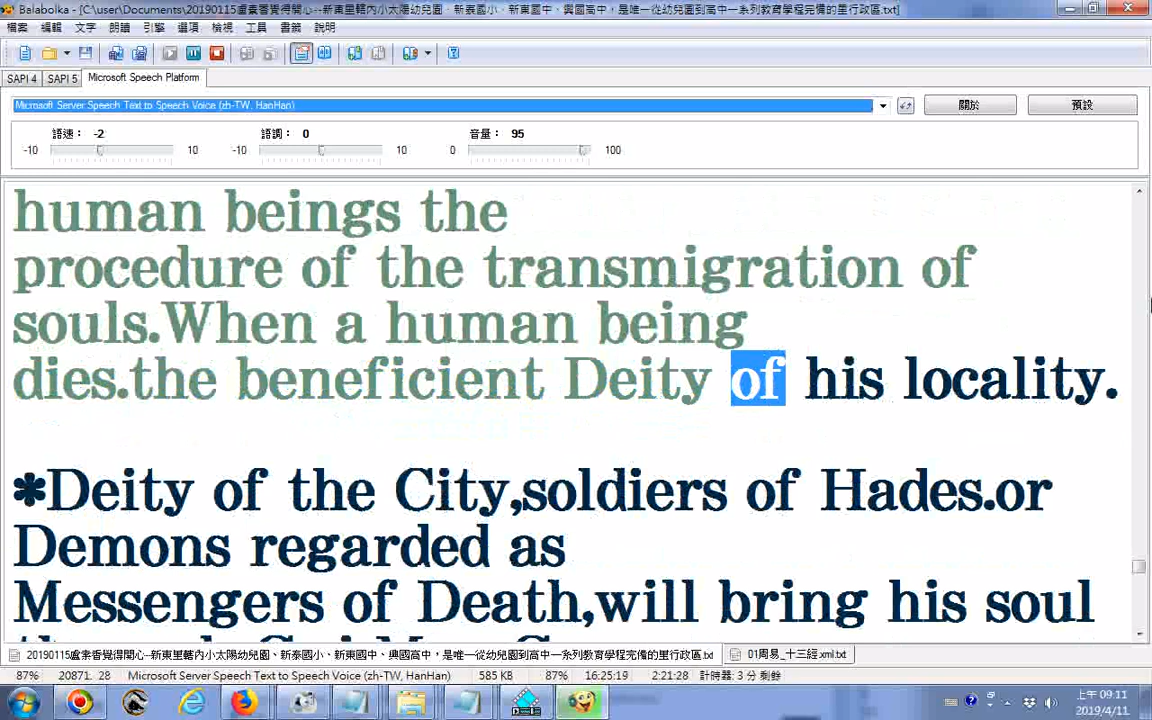 Balabolka - [C:\user\Documents\20190115盧素香覺得開心--新東里轄內小太陽幼兒園、新泰國小、新東國中、興國高中，是唯一從幼兒園到高中一系列教育學程完備的里行政區.txt]
檔案 編輯 文字 朗讀 引擎 選項 檢視 工具 書籤 說明
SAPI 4 SAPI 5 Microsoft Speech Platform
Microsoft Server Speech Text to Speech Voice (zh-TW, HanHan)
關於 預設
語速： -2 語調： 0 音量： 95
-10 10 -10 10 0 100
human beings the
procedure of the transmigration of
souls.When a human being
dies.the beneficient Deity of his locality.
*Deity of the City,soldiers of Hades.or
Demons regarded as
Messengers of Death,will bring his soul
20190115盧素香覺得開心--新東里轄內小太陽幼兒園、新泰國小、新東國中、興國高中，是唯一從幼兒園到高中一系列教育學程完備的里行政區.txt 01周易_十三經.xml.txt
87% 20871. 28 Microsoft Server Speech Text to Speech Voice (zh-TW, HanHan) 585 KB 87% 16:25:19 2:21:28 計時器： 3 分 剩餘
上午 09:11
2019/4/11